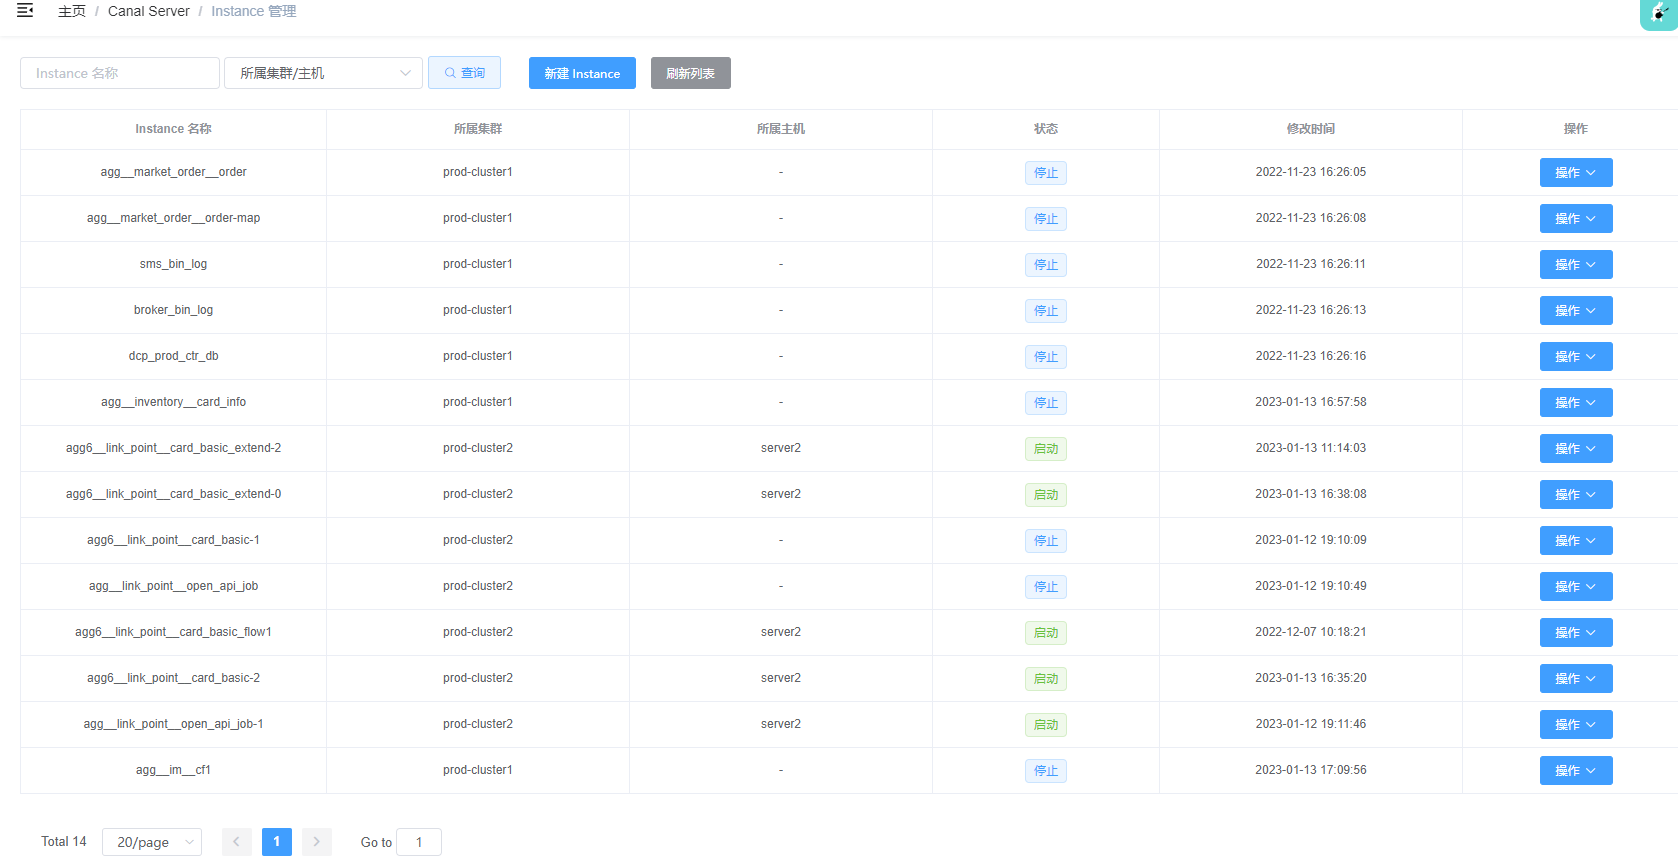 主页 / Canal Server / Instance 管理
Instance 名称 所属集群/主机 查询 新建 Instance 刷新列表
Instance 名称 所属集群 所属主机 状态 修改时间 操作
agg__market_order__order prod-cluster1 - 停止 2022-11-23 16:26:05 操作
agg__market_order__order-map prod-cluster1 - 停止 2022-11-23 16:26:08 操作
sms_bin_log prod-cluster1 - 停止 2022-11-23 16:26:11 操作
broker_bin_log prod-cluster1 - 停止 2022-11-23 16:26:13 操作
dcp_prod_ctr_db prod-cluster1 - 停止 2022-11-23 16:26:16 操作
agg__inventory__card_info prod-cluster1 - 停止 2023-01-13 16:57:58 操作
agg6__link_point__card_basic_extend-2 prod-cluster2 server2 启动 2023-01-13 11:14:03 操作
agg6__link_point__card_basic_extend-0 prod-cluster2 server2 启动 2023-01-13 16:38:08 操作
agg6__link_point__card_basic-1 prod-cluster2 - 停止 2023-01-12 19:10:09 操作
agg__link_point__open_api_job prod-cluster2 - 停止 2023-01-12 19:10:49 操作
agg6__link_point__card_basic_flow1 prod-cluster2 server2 启动 2022-12-07 10:18:21 操作
agg6__link_point__card_basic-2 prod-cluster2 server2 启动 2023-01-13 16:35:20 操作
agg__link_point__open_api_job-1 prod-cluster2 server2 启动 2023-01-12 19:11:46 操作
agg__im__cf1 prod-cluster1 - 停止 2023-01-13 17:09:56 操作
Total 14 20/page 1 Go to 1